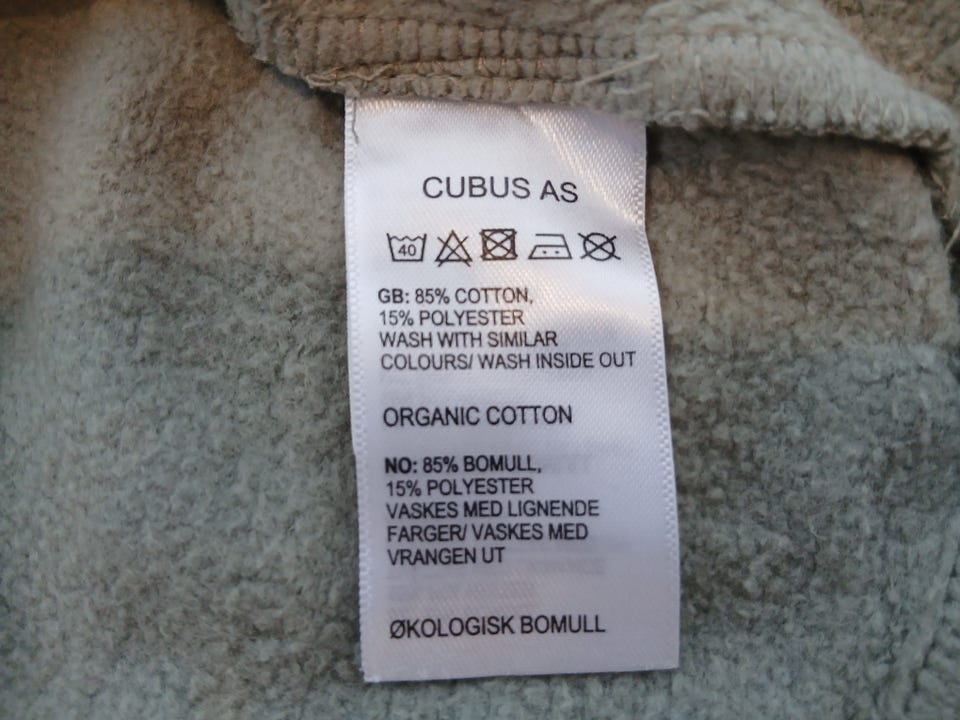 CUBUS AS
40
GB: 85% COTTON,
15% POLYESTER
WASH WITH SIMILAR
COLOURS/ WASH INSIDE OUT
ORGANIC COTTON
NO: 85% BOMULL,
15% POLYESTER
VASKES MED LIGNENDE
FARGER/ VASKES MED
VRANGEN UT
ØKOLOGISK BOMULL